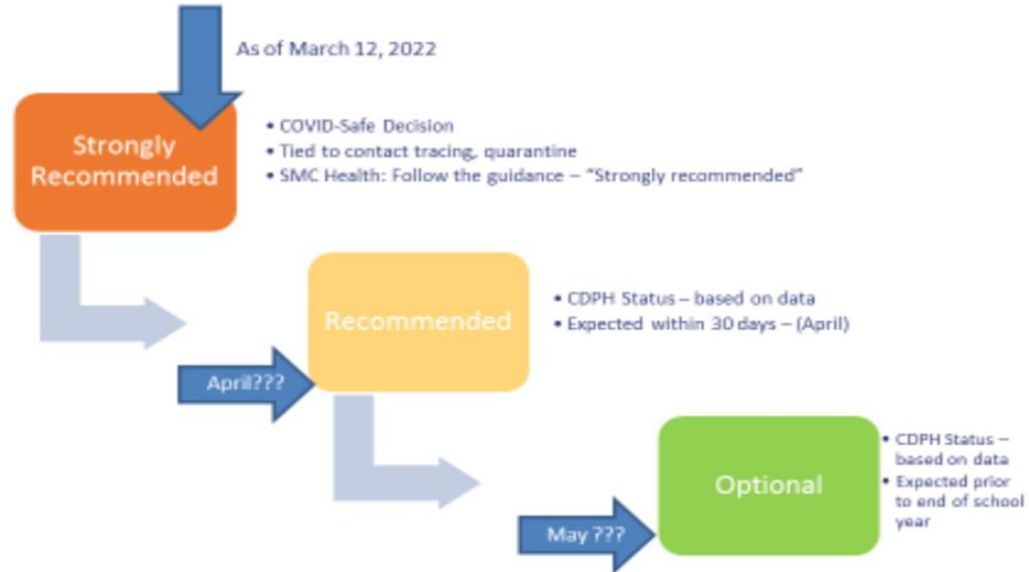 As of March 12, 2022
Strongly
Recommended
• COVID-Safe Decision
• Tied to contact tracing, quarantine
• SMC Health: Follow the guidance – "Strongly recommended"
Recommended
• CDPH Status – based on data
• Expected within 30 days – (April)
April???
Optional
• CDPH Status –
based on data
• Expected prior
to end of school
year
May ???